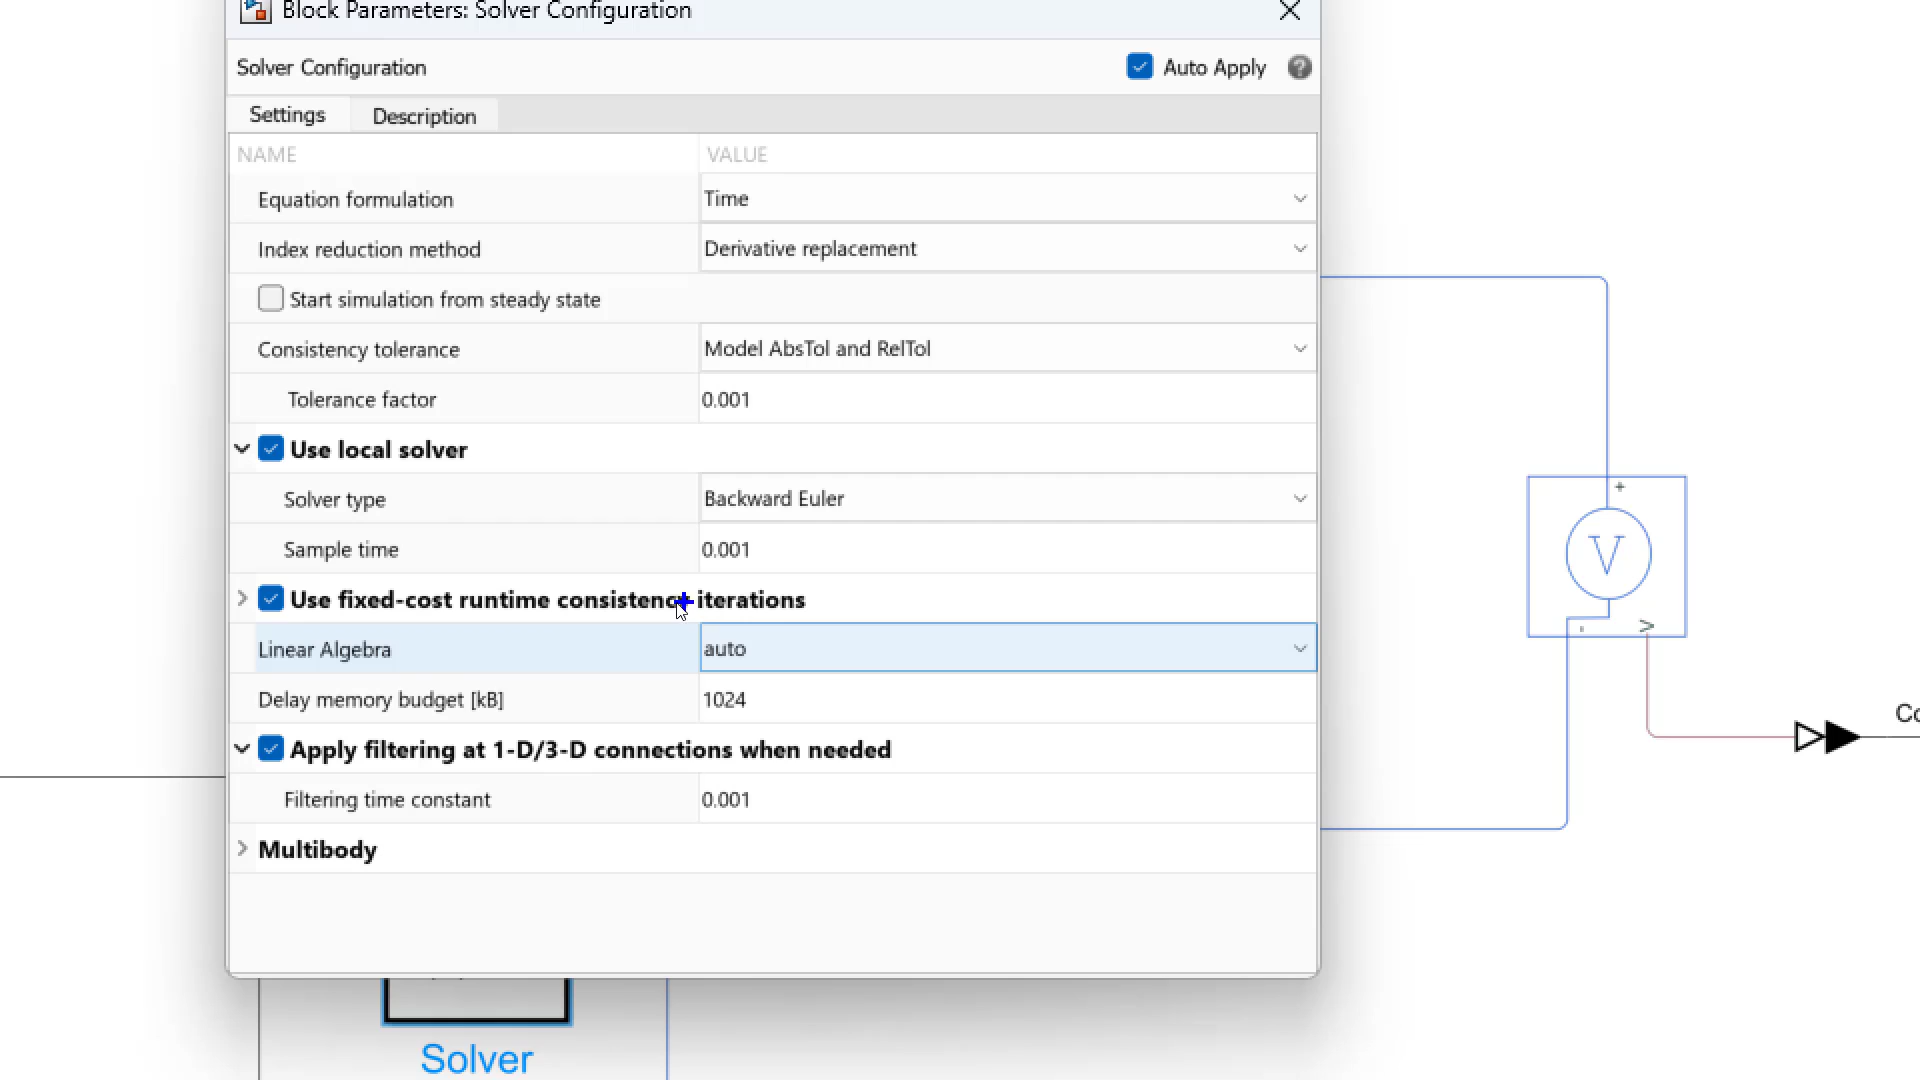 Block Parameters: Solver Configuration
Solver Configuration
Auto Apply
?
Settings
Description
NAME
VALUE
Equation formulation
Time
Index reduction method
Derivative replacement
Start simulation from steady state
Consistency tolerance
Model AbsTol and RelTol
Tolerance factor
0.001
Use local solver
Solver type
Backward Euler
Sample time
0.001
Use fixed-cost runtime consistency iterations
Linear Algebra
auto
Delay memory budget [kB]
1024
Apply filtering at 1-D/3-D connections when needed
Filtering time constant
0.001
Multibody
+
V
-
V
Co
Solver